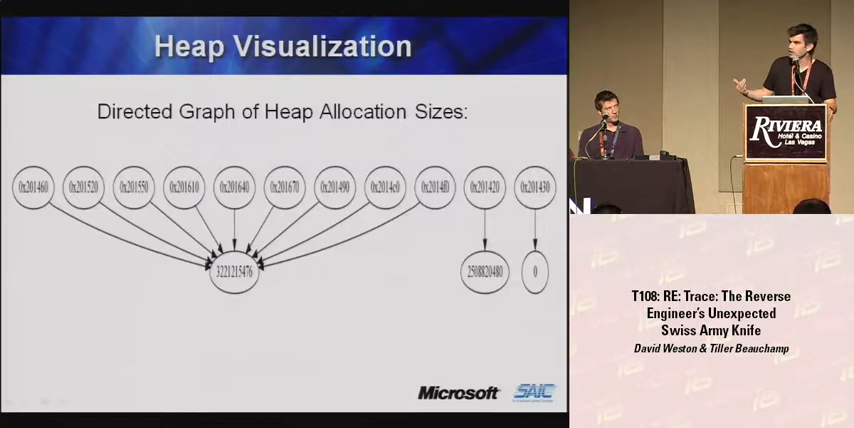 Heap Visualization
Directed Graph of Heap Allocation Sizes:
0x201460 0x201520 0x201550 0x201610 0x201640 0x201670 0x201490 0x2014c0 0x2014f0 0x201420 0x201430
3221215476 2508820480 0
Microsoft SAIC
RIVIERA
Hotel & Casino
Las Vegas
N
T108: RE: Trace: The Reverse
Engineer's Unexpected
Swiss Army Knife
David Weston & Tiller Beauchamp